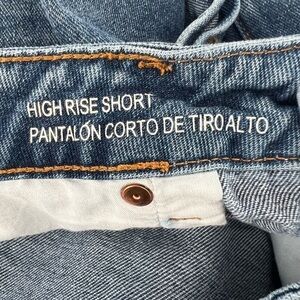 HIGH RISE SHORT
PANTALÓN CORTO DE TIRO ALTO